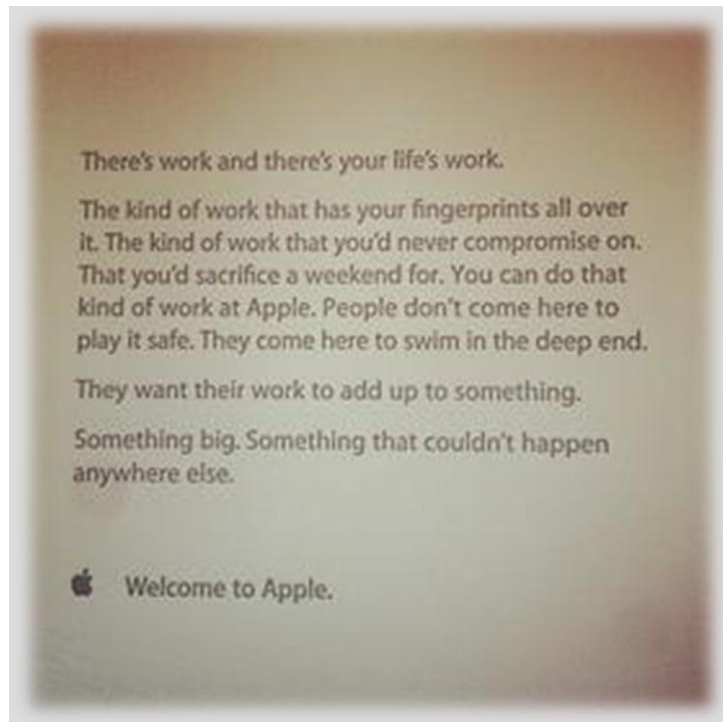 There's work and there's your life's work.
The kind of work that has your fingerprints all over
it. The kind of work that you'd never compromise on.
That you'd sacrifice a weekend for. You can do that
kind of work at Apple. People don't come here to
play it safe. They come here to swim in the deep end.
They want their work to add up to something.
Something big. Something that couldn't happen
anywhere else.
Welcome to Apple.